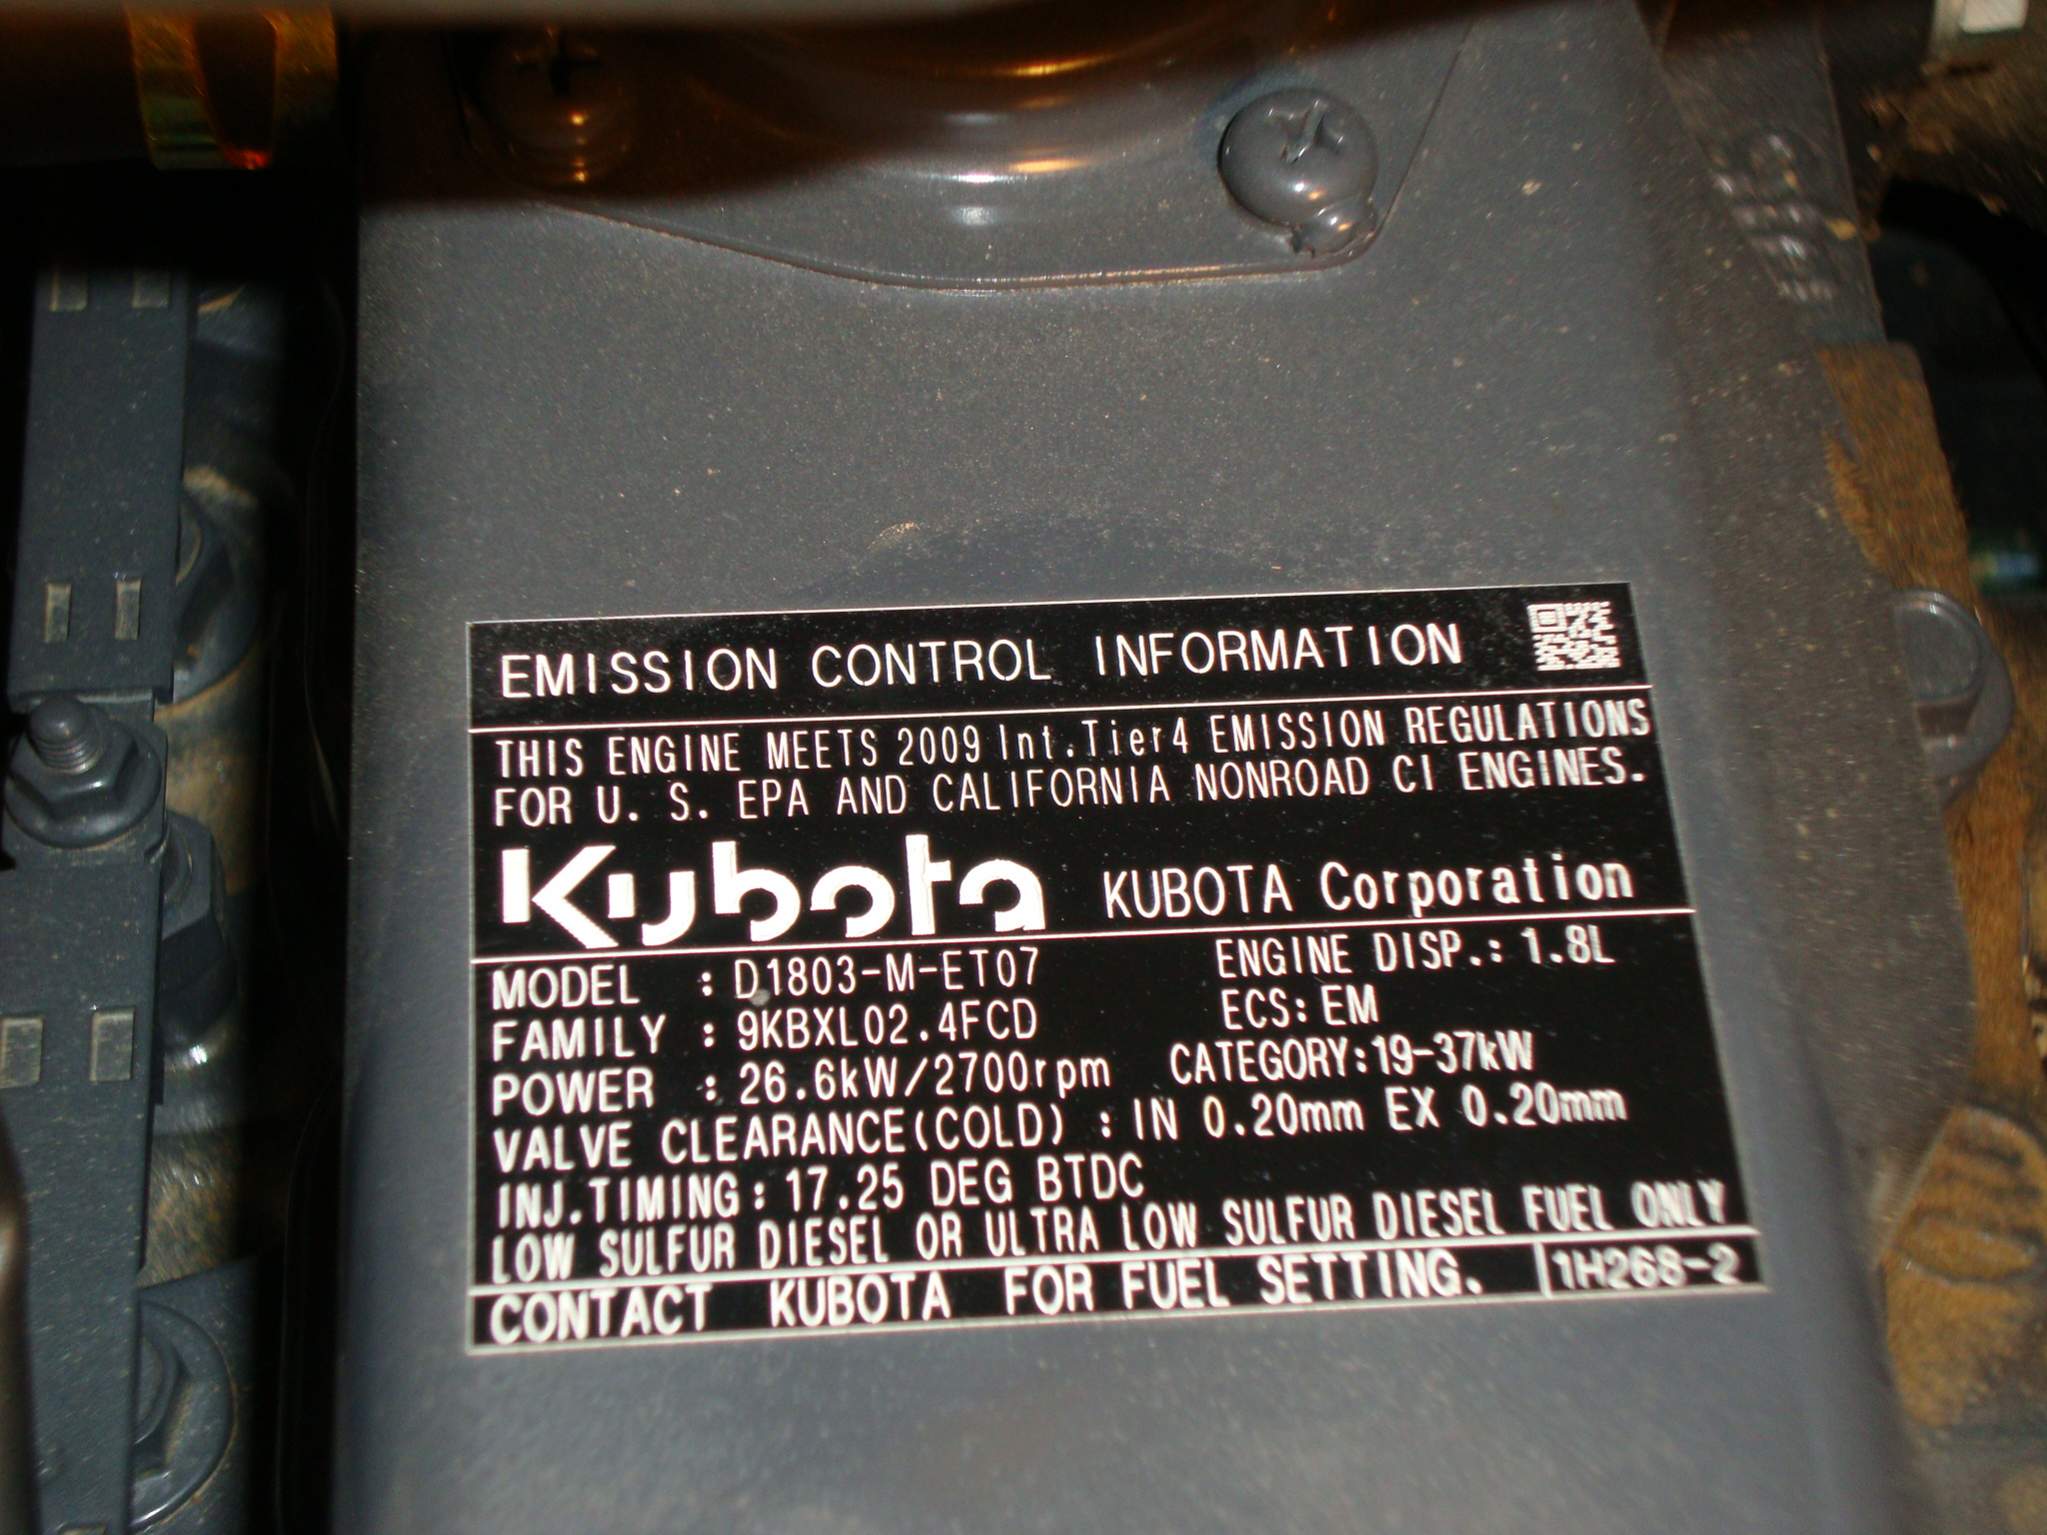 EMISSION CONTROL INFORMATION
THIS ENGINE MEETS 2009 Int.Tier4 EMISSION REGULATIONS
FOR U. S. EPA AND CALIFORNIA NONROAD CI ENGINES.
Kubota KUBOTA Corporation
MODEL : D1803-M-ET07 ENGINE DISP.: 1.8L
FAMILY : 9KBXL02.4FCD ECS: EM
POWER : 26.6kW/2700rpm CATEGORY:19-37kW
VALVE CLEARANCE(COLD) : IN 0.20mm EX 0.20mm
INJ.TIMING: 17.25 DEG BTDC
LOW SULFUR DIESEL OR ULTRA LOW SULFUR DIESEL FUEL ONLY
CONTACT KUBOTA FOR FUEL SETTING. 1H268-2